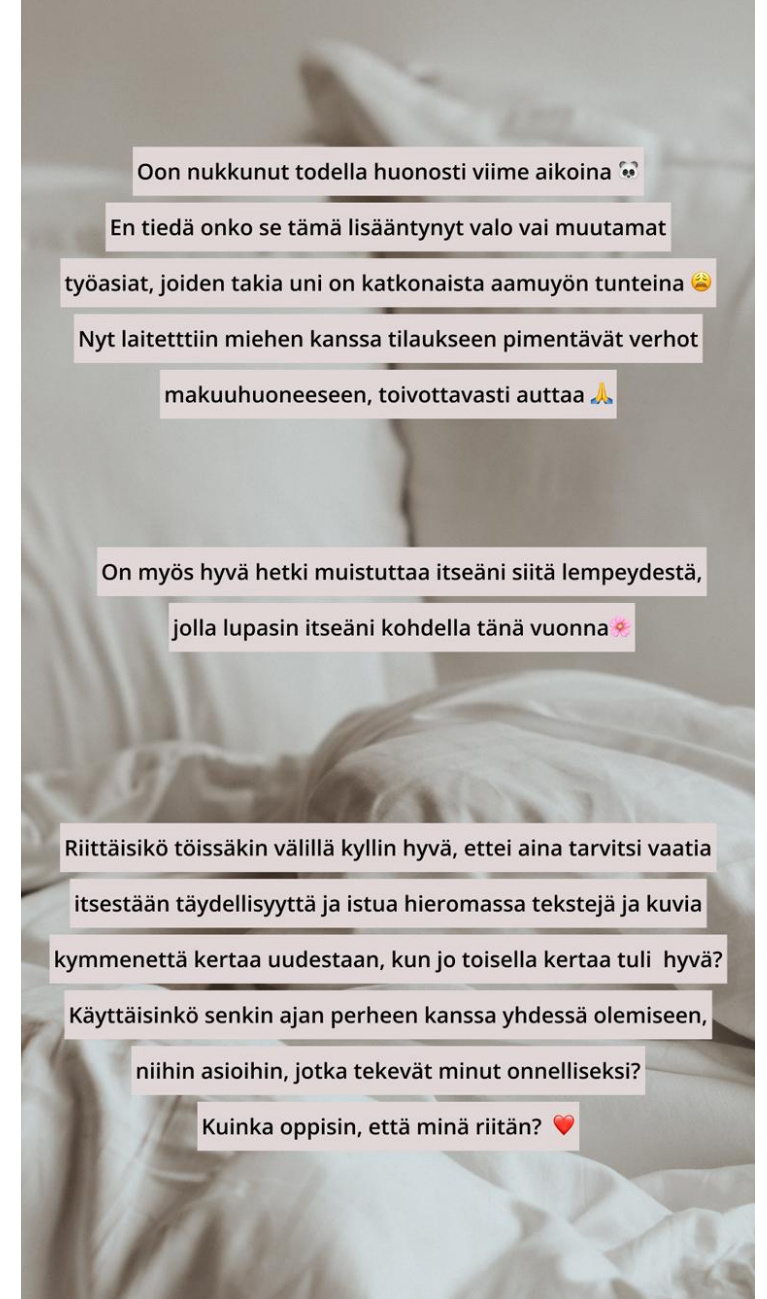 Oon nukkunut todella huonosti viime aikoina 🐼
En tiedä onko se tämä lisääntynyt valo vai muutamat
työasiat, joiden takia uni on katkonaista aamuyön tunteina 😩
Nyt laitetttiin miehen kanssa tilaukseen pimentävät verhot
makuuhuoneeseen, toivottavasti auttaa 🙏
On myös hyvä hetki muistuttaa itseäni siitä lempeydestä,
jolla lupasin itseäni kohdella tänä vuonna🌸
Riittäisikö töissäkin välillä kyllin hyvä, ettei aina tarvitsi vaatia
itsestään täydellisyyttä ja istua hieromassa tekstejä ja kuvia
kymmenettä kertaa uudestaan, kun jo toisella kertaa tuli  hyvä?
Käyttäisinkö senkin ajan perheen kanssa yhdessä olemiseen,
niihin asioihin, jotka tekevät minut onnelliseksi?
Kuinka oppisin, että minä riitän? ❤️